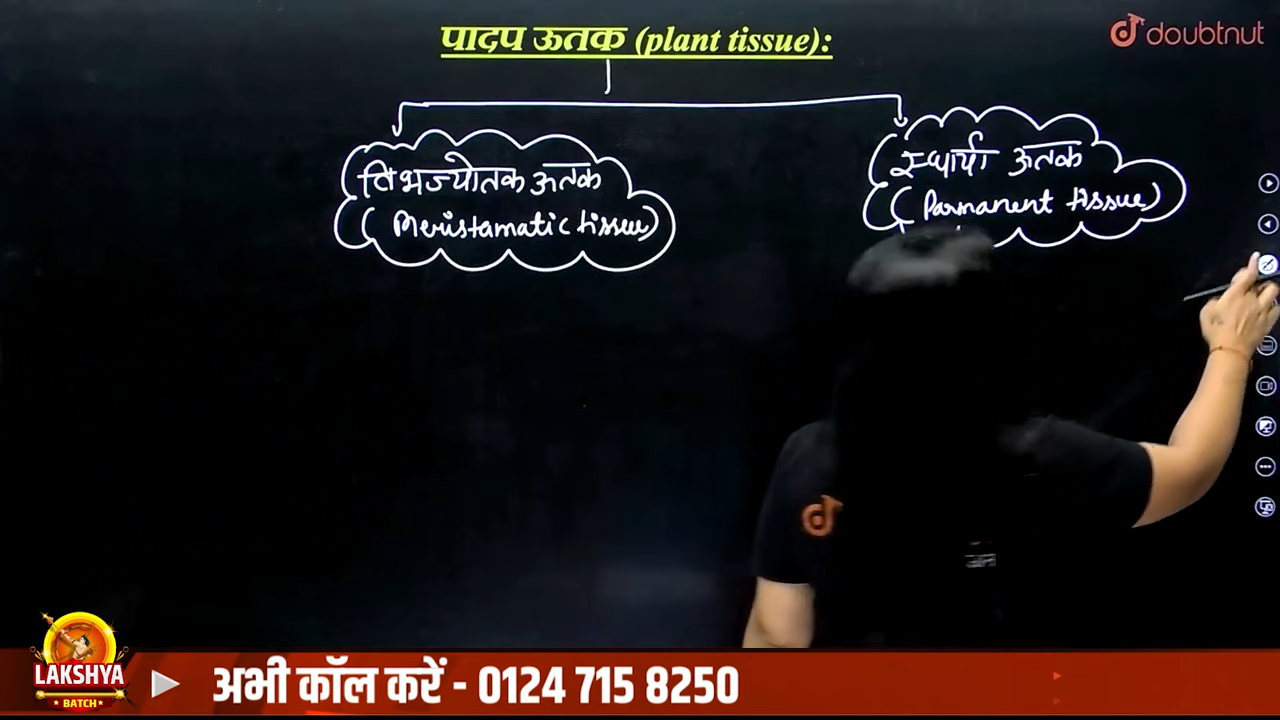 पादप ऊतक (plant tissue):
doubtnut
विभज्योतक ऊतक
(Meristamatic tissue)
स्थायी ऊतक
(Parmanent tissue)
LAKSHYA
BATCH
अभी कॉल करें - 0124 715 8250